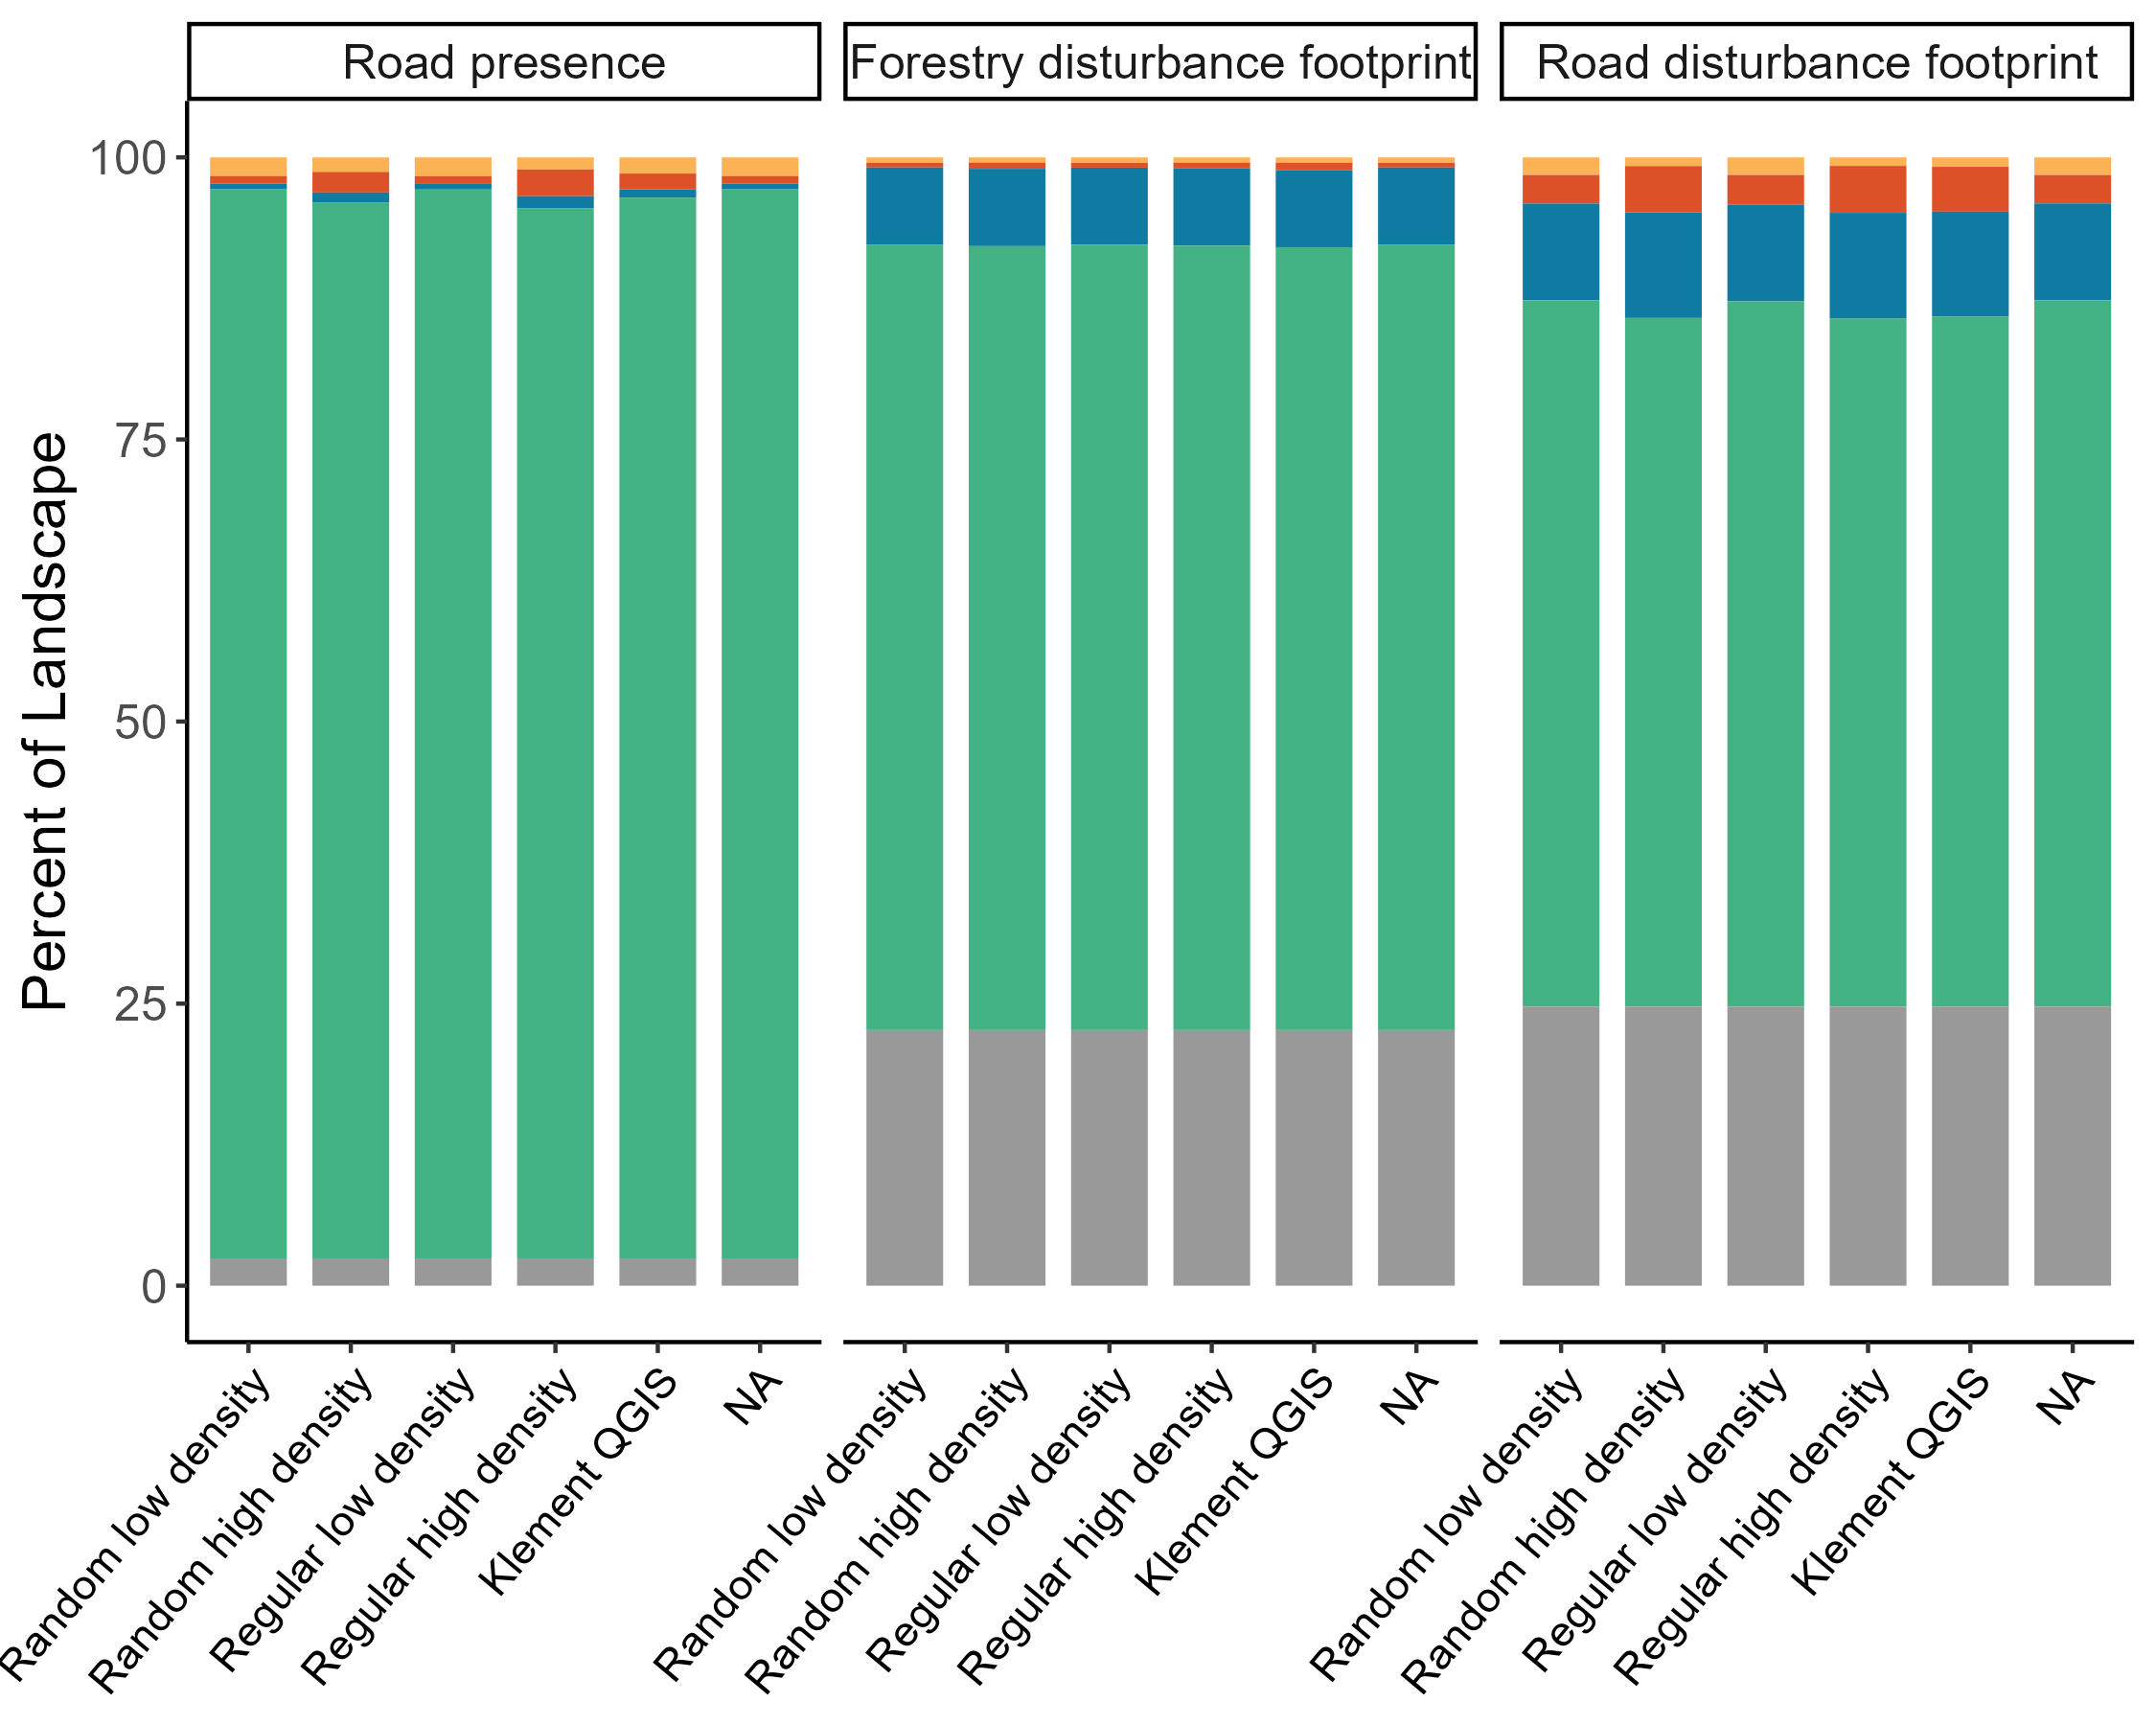 Road presence
Forestry disturbance footprint
Road disturbance footprint
Percent of Landscape
100
75
50
25
0
Random low density
Random high density
Regular low density
Regular high density
Klement QGIS
NA
Random low density
Random high density
Regular low density
Regular high density
Klement QGIS
NA
Random low density
Random high density
Regular low density
Regular high density
Klement QGIS
NA